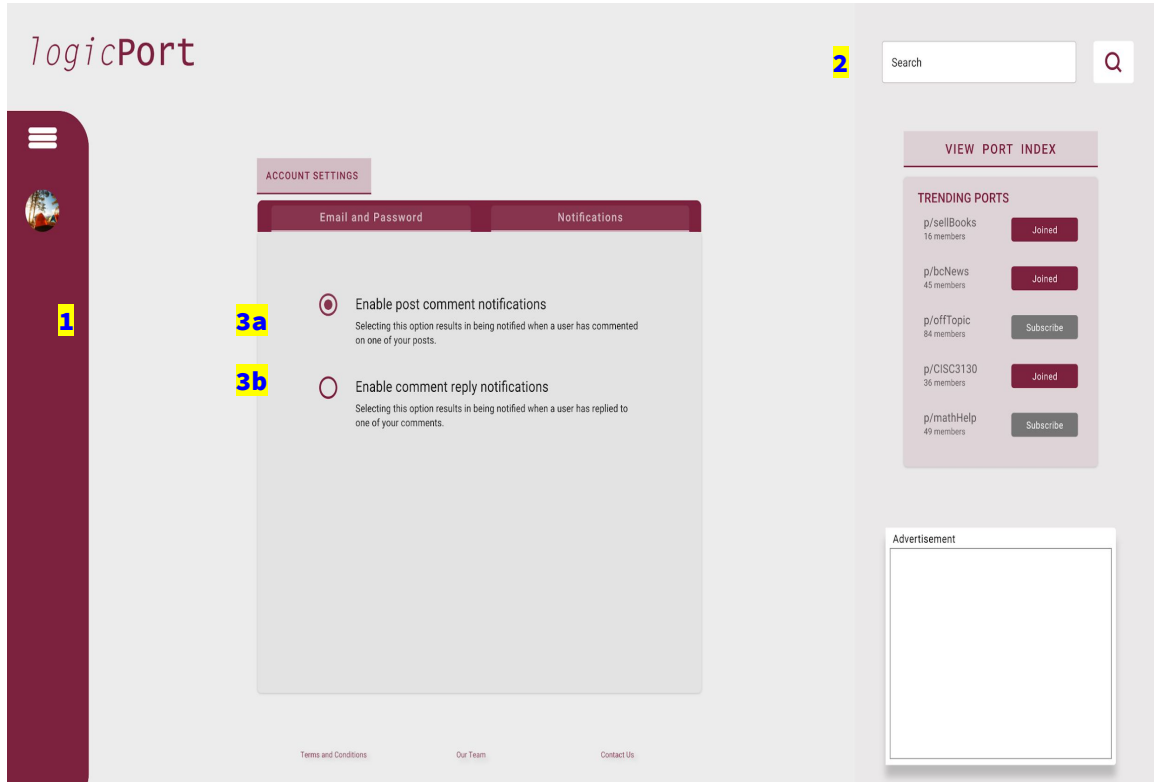 logicPort
2
Search
VIEW PORT INDEX
ACCOUNT SETTINGS
Email and Password
Notifications
1
3a
Enable post comment notifications
Selecting this option results in being notified when a user has commented
on one of your posts.
3b
Enable comment reply notifications
Selecting this option results in being notified when a user has replied to
one of your comments.
TRENDING PORTS
p/sellBooks
16 members
Joined
p/bcNews
45 members
Joined
p/offTopic
84 members
Subscribe
p/CISC3130
36 members
Joined
p/mathHelp
49 members
Subscribe
Advertisement
Terms and Conditions
Our Team
Contact Us